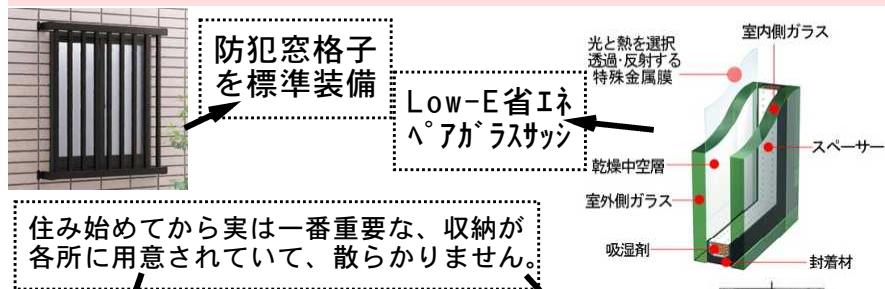 防犯窓格子
を標準装備
Low-E省エネ
ﾍﾟｱｶﾞﾗｽｻｯｼ
光と熱を選択
透過・反射する
特殊金属膜
室内側ガラス
スペーサー
乾燥中空層
室外側ガラス
吸湿剤
封着材
住み始めてから実は一番重要な、収納が
各所に用意されていて、散らかりません。